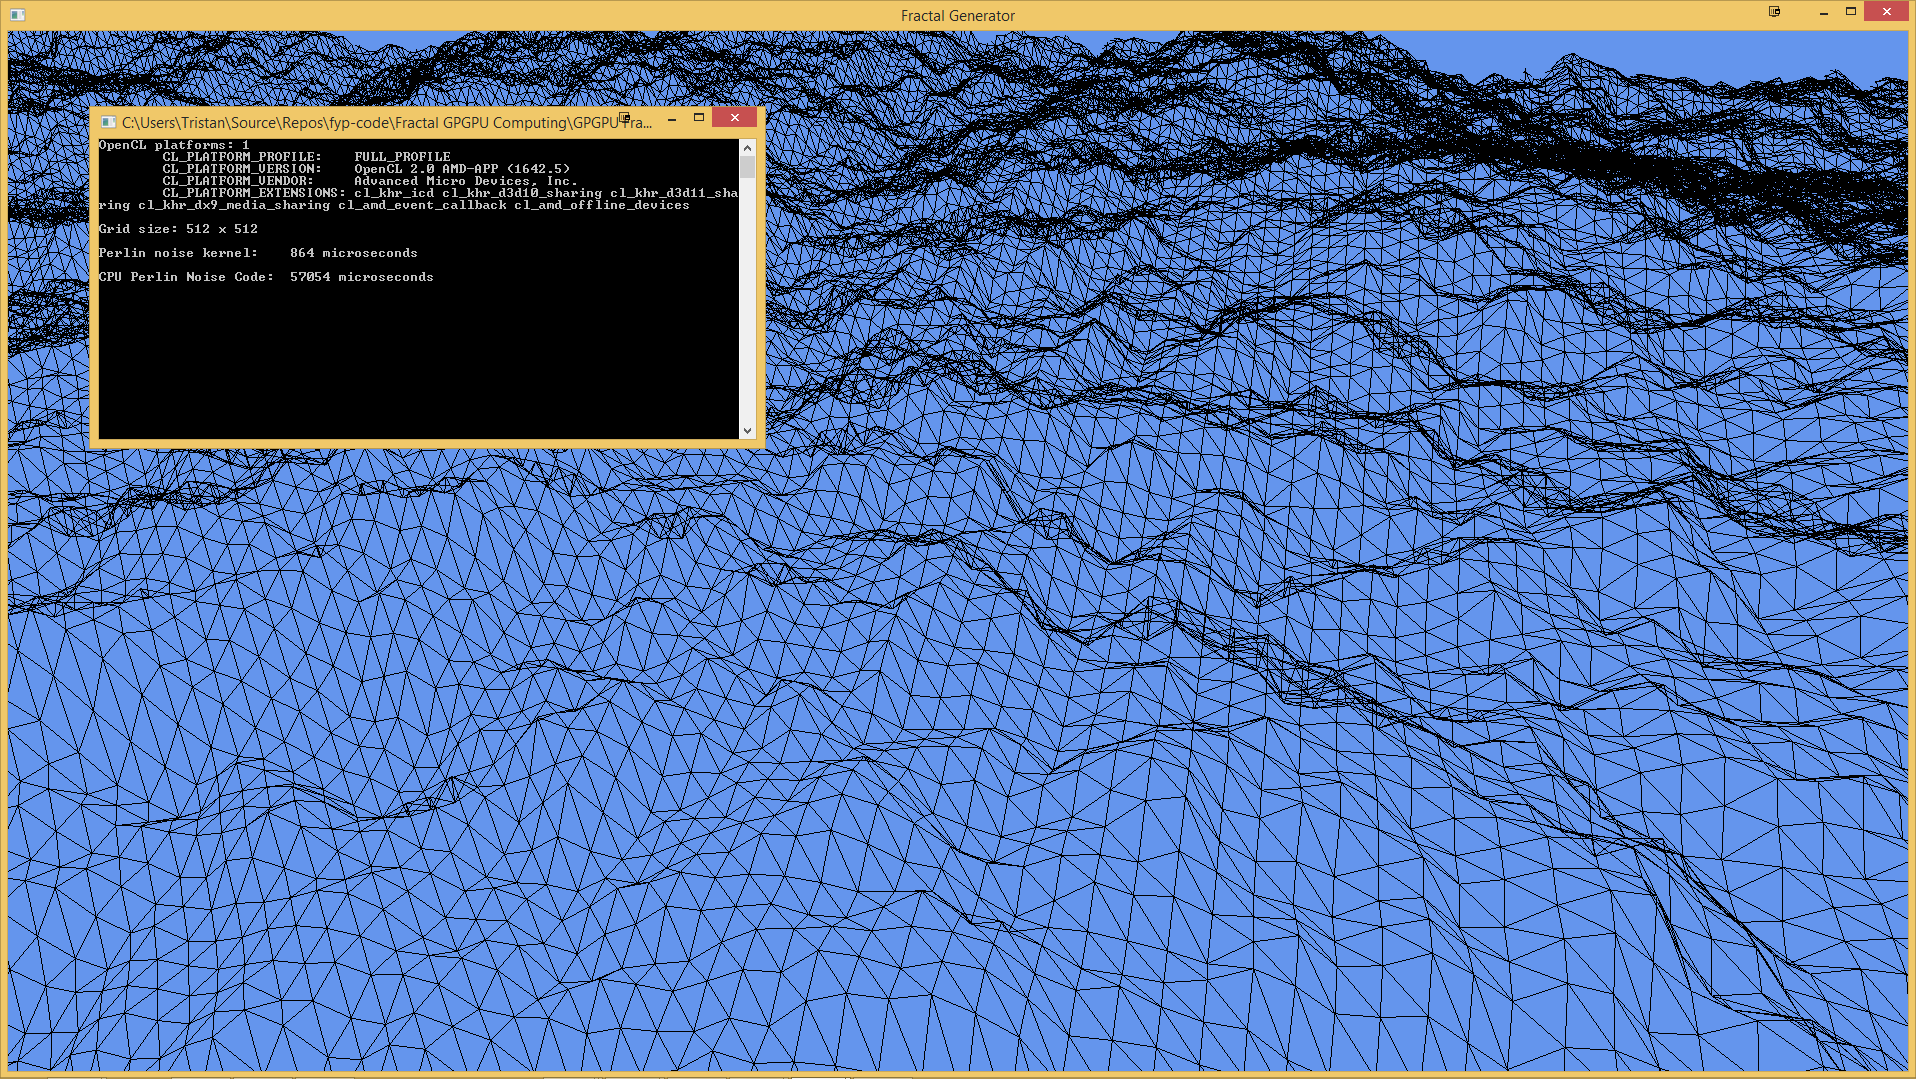 Fractal Generator
C:\Users\Tristan\Source\Repos\fyp-code\Fractal GPGPU Computing\GPGPU Fra...
OpenCL platforms: 1
CL_PLATFORM_PROFILE: FULL_PROFILE
CL_PLATFORM_VERSION: OpenCL 2.0 AMD-APP (1642.5)
CL_PLATFORM_VENDOR: Advanced Micro Devices, Inc.
CL_PLATFORM_EXTENSIONS: cl_khr_icd cl_khr_d3d10_sharing cl_khr_d3d11_sha
ring cl_khr_dx9_media_sharing cl_amd_event_callback cl_amd_offline_devices
Grid size: 512 x 512
Perlin noise kernel: 864 microseconds
CPU Perlin Noise Code: 57054 microseconds